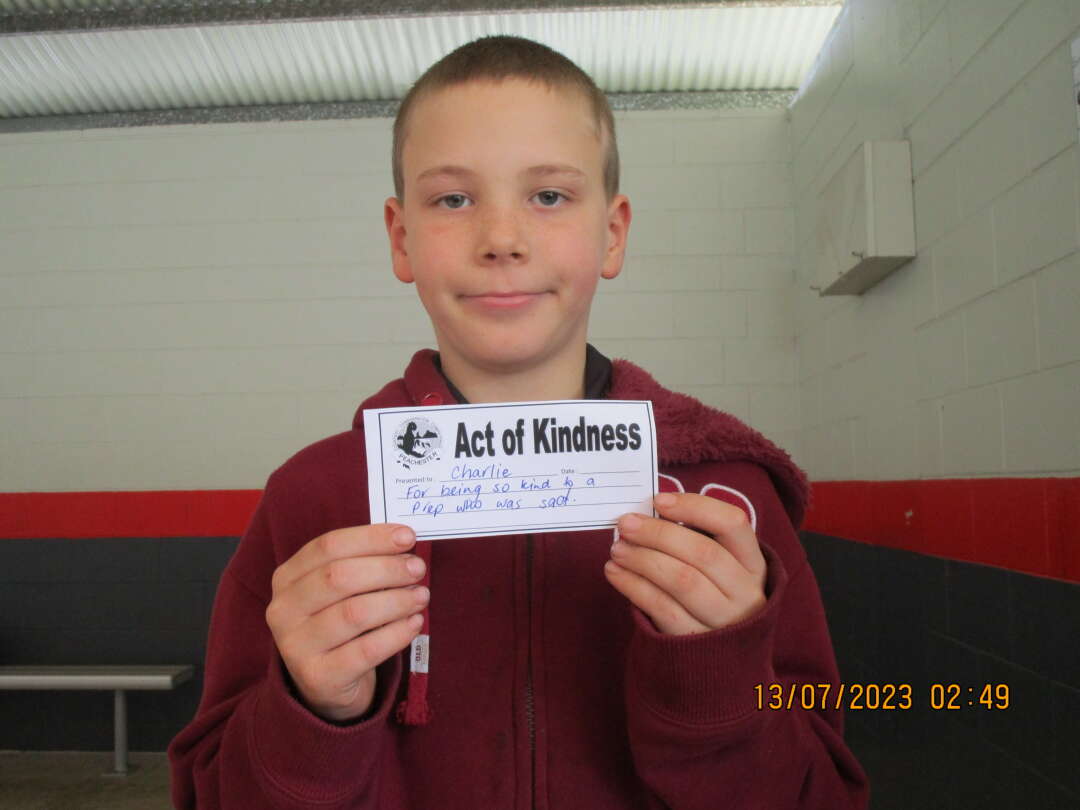 Act of Kindness
PEACHESTER
Presented to: Charlie Date:
For being so kind to a
Prep who was sad.
OLD
13/07/2023 02:49